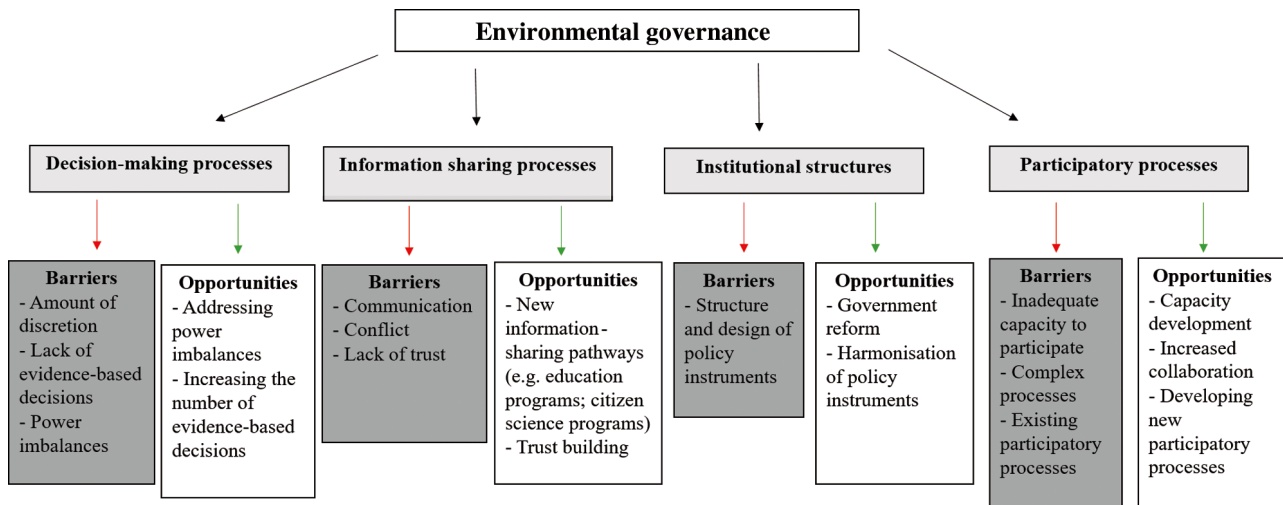 Environmental governance
Decision-making processes
Information sharing processes
Institutional structures
Participatory processes
Barriers
- Amount of
discretion
- Lack of
evidence-based
decisions
- Power
imbalances
Opportunities
- Addressing
power
imbalances
- Increasing the
number of
evidence-based
decisions
Barriers
- Communication
- Conflict
- Lack of trust
Opportunities
- New
information-
sharing pathways
(e.g. education
programs; citizen
science programs)
- Trust building
Barriers
- Structure
and design of
policy
instruments
Opportunities
- Government
reform
- Harmonisation
of policy
instruments
Barriers
- Inadequate
capacity to
participate
- Complex
processes
- Existing
participatory
processes
Opportunities
- Capacity
development
- Increased
collaboration
- Developing
new
participatory
processes